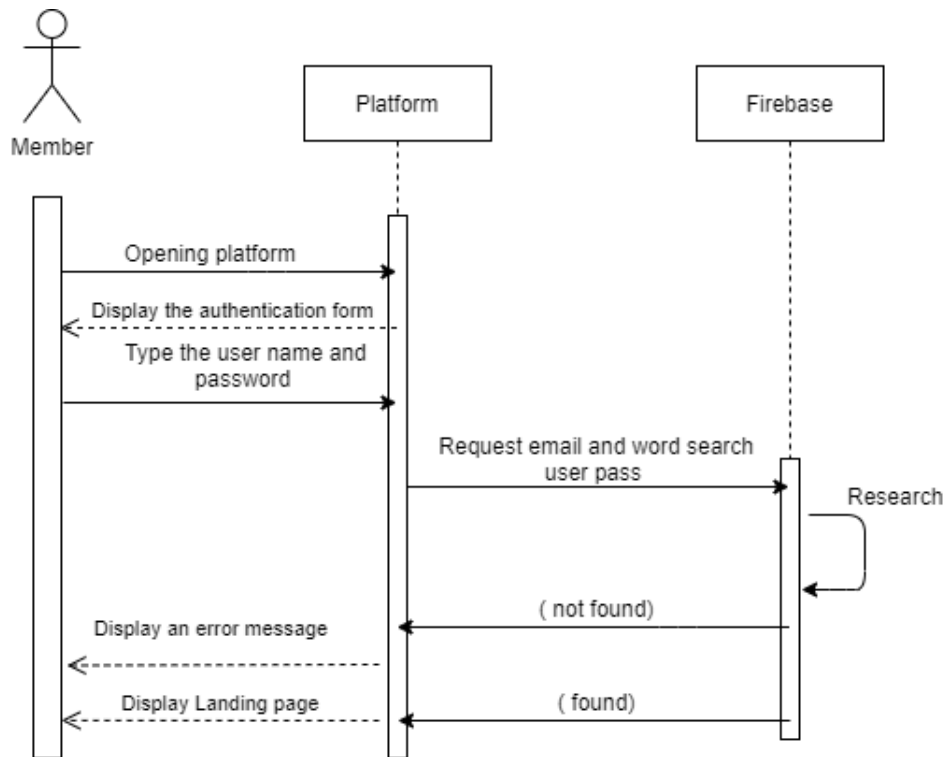 Member
Platform
Firebase
Opening platform
Display the authentication form
Type the user name and
password
Request email and word search
user pass
Research
( not found)
Display an error message
Display Landing page
( found)